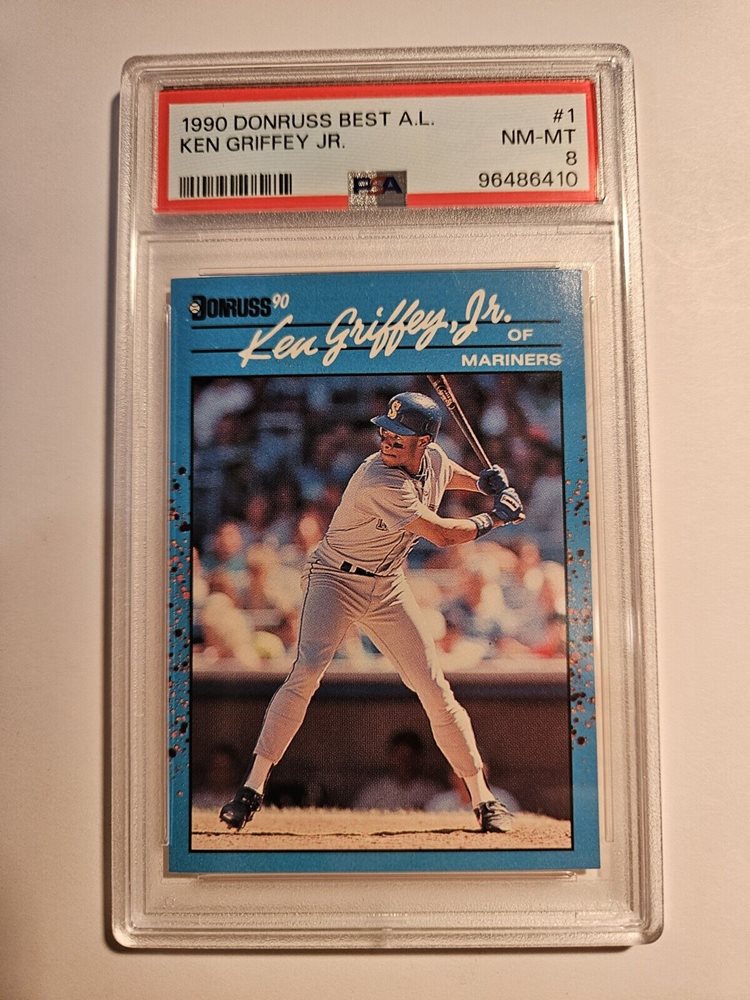 1990 DONRUSS BEST A.L. #1
KEN GRIFFEY JR. NM-MT
8
PSA 96486410
DONRUSS 90
Ken Griffey, Jr.
OF
MARINERS
S